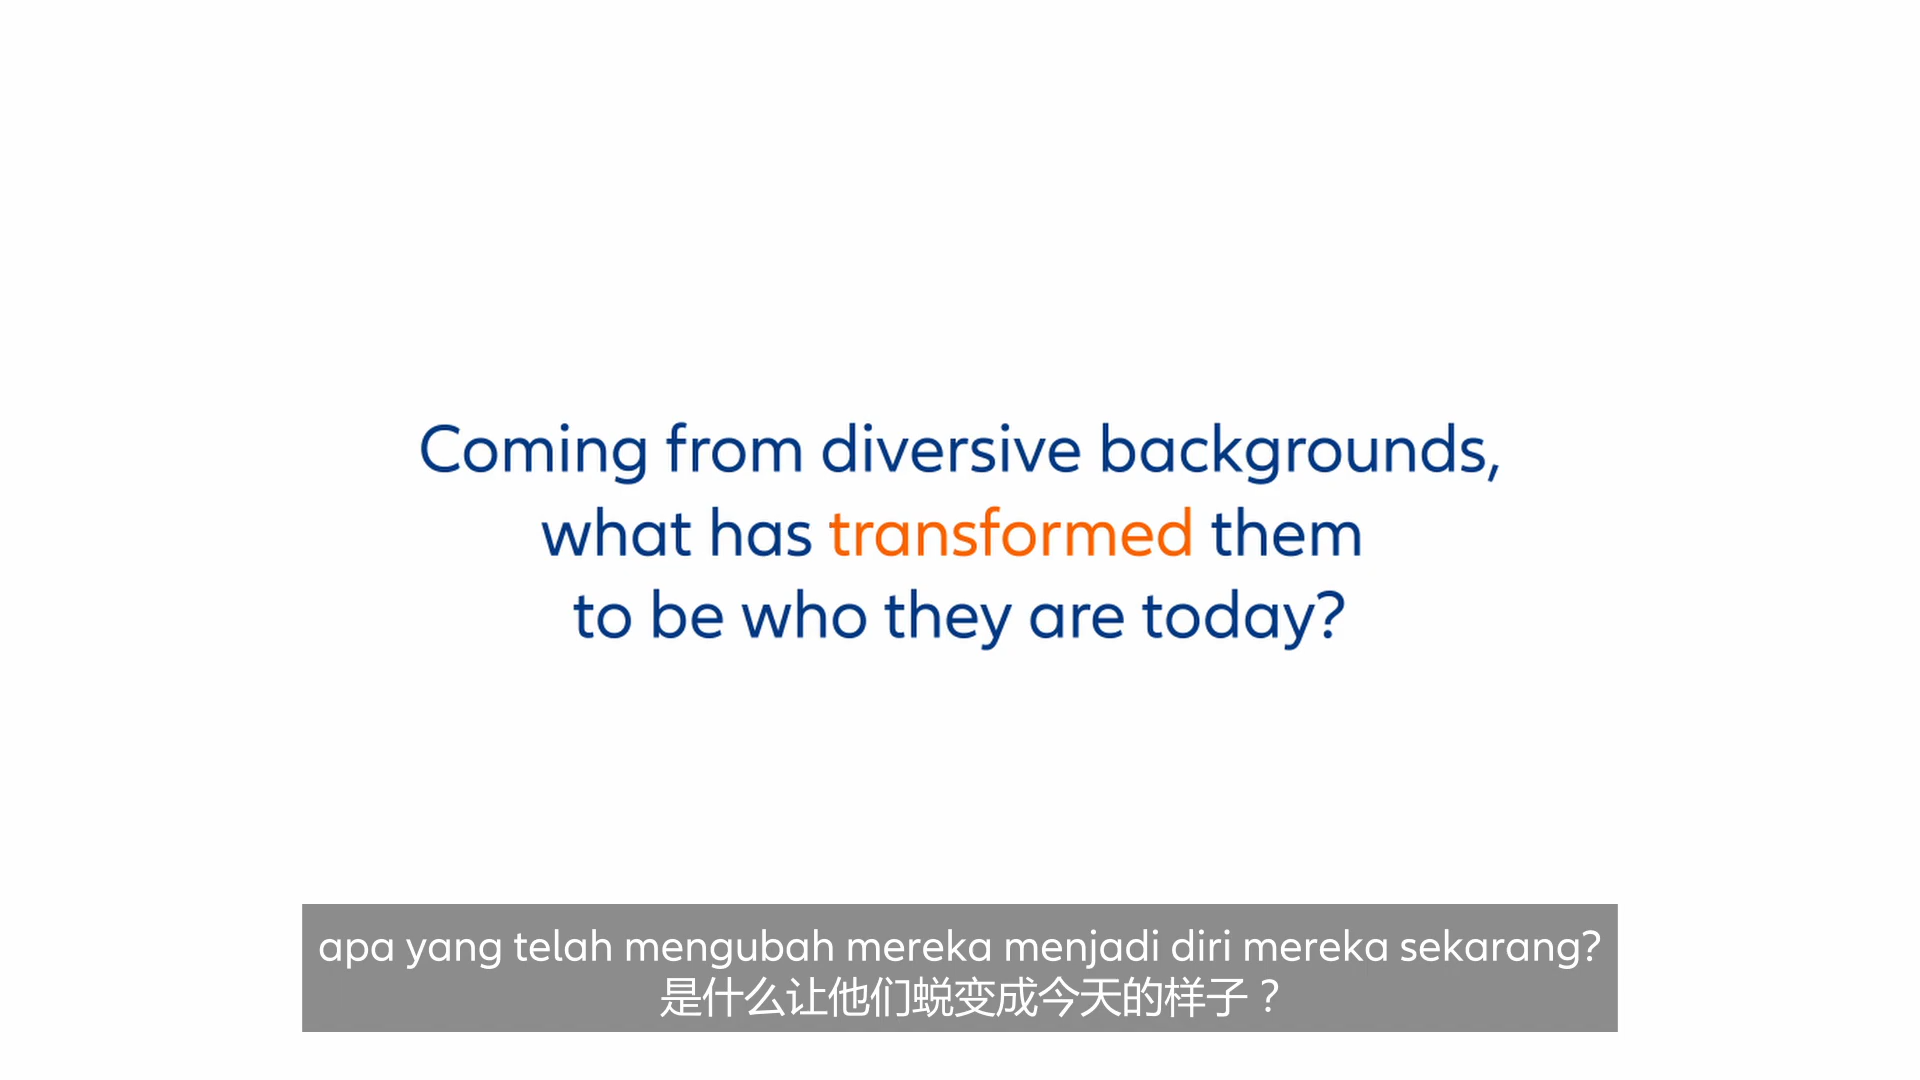 Coming from diversive backgrounds,
what has transformed them
to be who they are today?
apa yang telah mengubah mereka menjadi diri mereka sekarang?
是什么让他们蜕变成今天的样子？